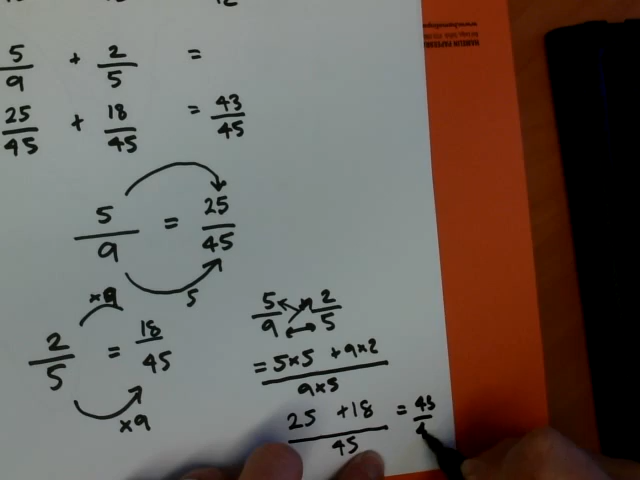 12
5/9 + 2/5 =
25/45 + 18/45 = 43/45
5/9 = 25/45
5
×9
2/5 = 18/45
×9
5/9 2/5
= 5×5 + 9×2 / 9×5
25 + 18 / 45 = 43/4